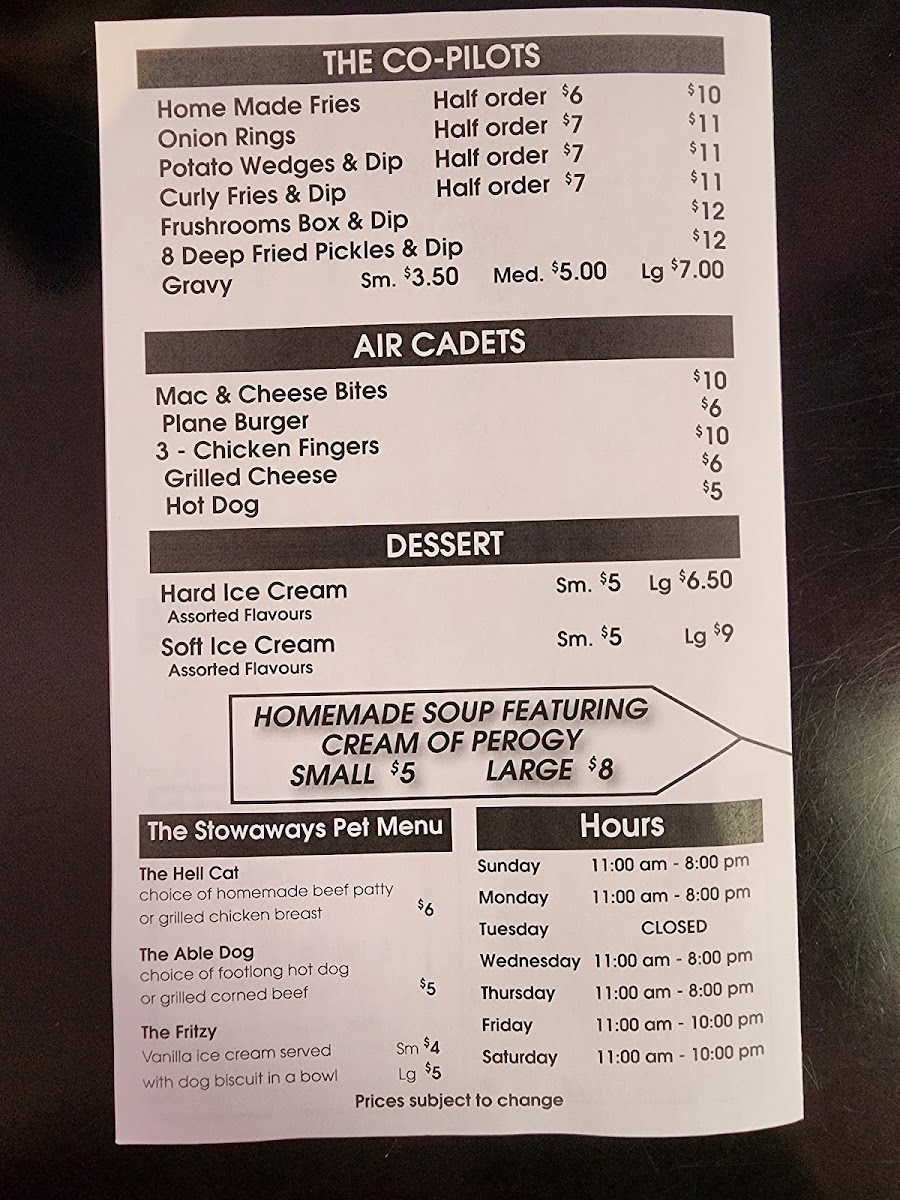 THE CO-PILOTS
Home Made Fries Half order $6 $10
Onion Rings Half order $7 $11
Potato Wedges & Dip Half order $7 $11
Curly Fries & Dip Half order $7 $11
Frushrooms Box & Dip $12
8 Deep Fried Pickles & Dip $12
Gravy Sm. $3.50 Med. $5.00 Lg $7.00
AIR CADETS
Mac & Cheese Bites $10
Plane Burger $6
3 - Chicken Fingers $10
Grilled Cheese $6
Hot Dog $5
DESSERT
Hard Ice Cream Sm. $5 Lg $6.50
Assorted Flavours
Soft Ice Cream Sm. $5 Lg $9
Assorted Flavours
HOMEMADE SOUP FEATURING
CREAM OF PEROGY
SMALL $5 LARGE $8
The Stowaways Pet Menu
The Hell Cat
choice of homemade beef patty
or grilled chicken breast $6
The Able Dog
choice of footlong hot dog
or grilled corned beef $5
The Fritzy
Vanilla ice cream served Sm $4
with dog biscuit in a bowl Lg $5
Hours
Sunday 11:00 am - 8:00 pm
Monday 11:00 am - 8:00 pm
Tuesday CLOSED
Wednesday 11:00 am - 8:00 pm
Thursday 11:00 am - 8:00 pm
Friday 11:00 am - 10:00 pm
Saturday 11:00 am - 10:00 pm
Prices subject to change